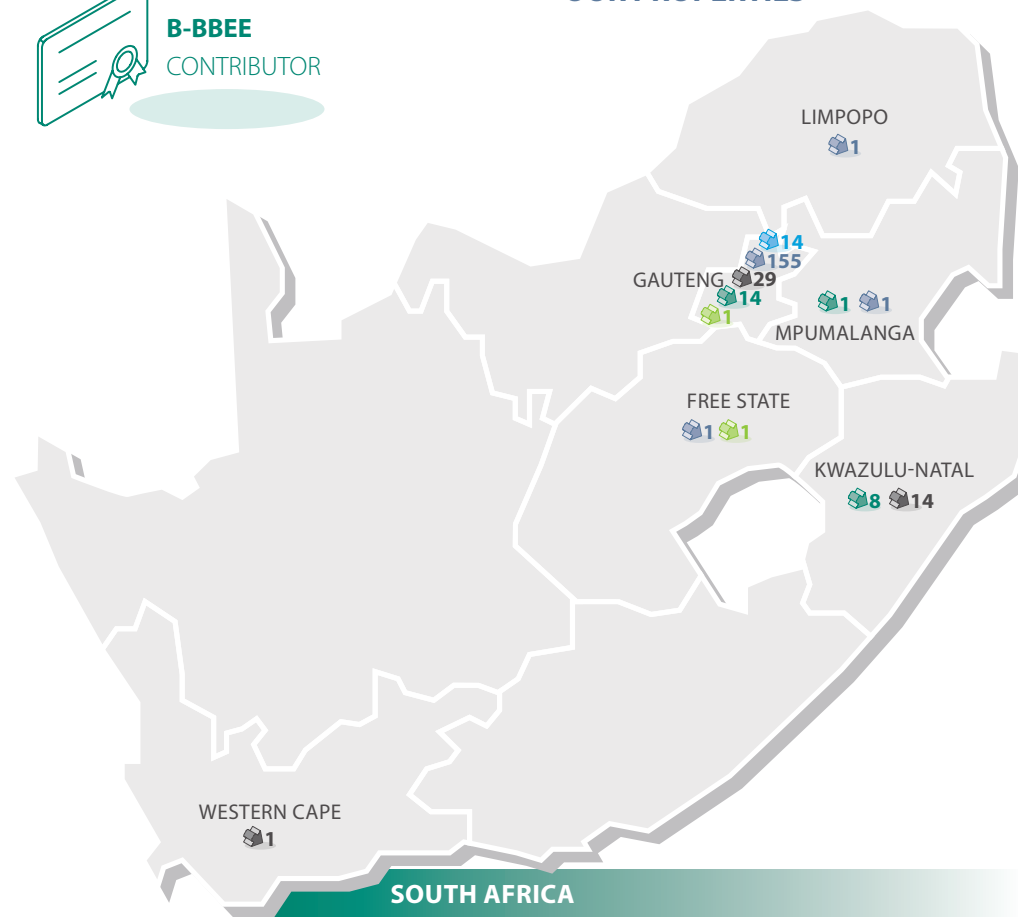 B-BBEE
CONTRIBUTOR
LIMPOPO
1
14
155
GAUTENG 29
14
1
1 1
MPUMALANGA
FREE STATE
1 1
KWAZULU-NATAL
8 14
WESTERN CAPE
1
SOUTH AFRICA